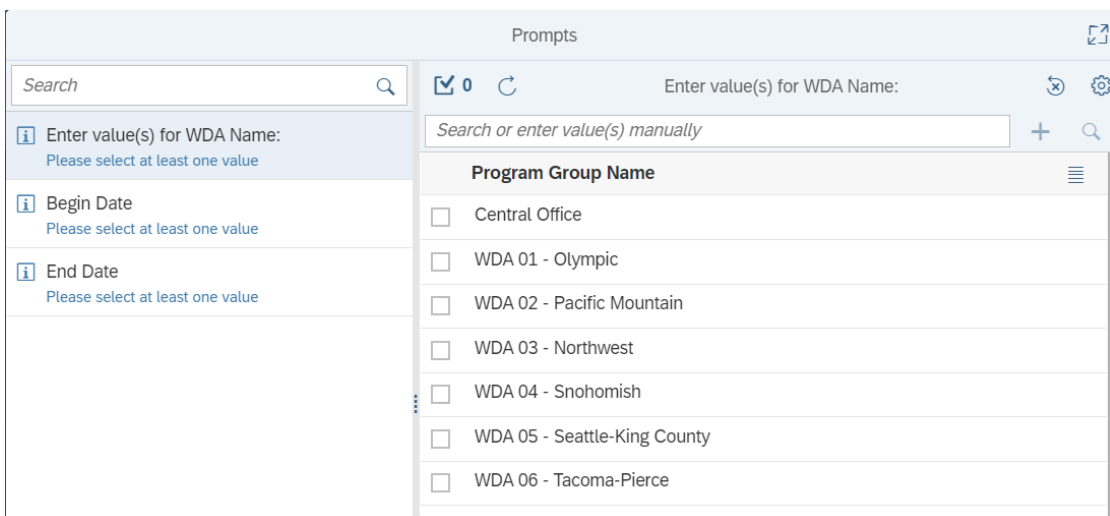 Prompts
Search
Enter value(s) for WDA Name:
Please select at least one value
Begin Date
Please select at least one value
End Date
Please select at least one value
0
Enter value(s) for WDA Name:
Search or enter value(s) manually
Program Group Name
Central Office
WDA 01 - Olympic
WDA 02 - Pacific Mountain
WDA 03 - Northwest
WDA 04 - Snohomish
WDA 05 - Seattle-King County
WDA 06 - Tacoma-Pierce